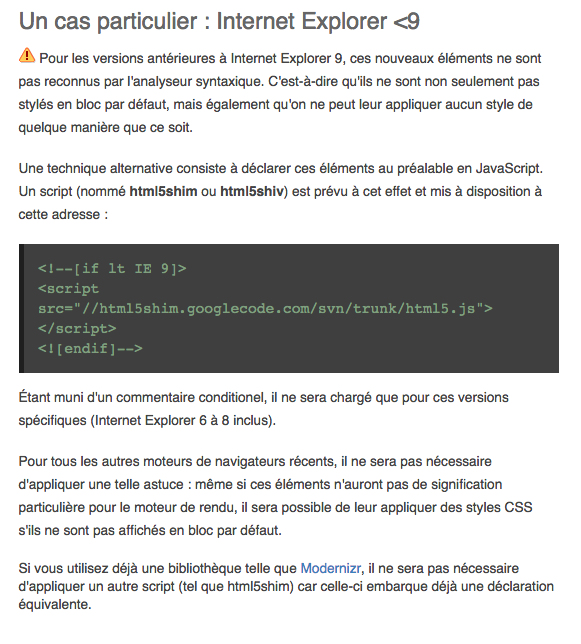 Un cas particulier : Internet Explorer <9
Pour les versions antérieures à Internet Explorer 9, ces nouveaux éléments ne sont
pas reconnus par l'analyseur syntaxique. C'est-à-dire qu'ils ne sont non seulement pas
stylés en bloc par défaut, mais également qu'on ne peut leur appliquer aucun style de
quelque manière que ce soit.
Une technique alternative consiste à déclarer ces éléments au préalable en JavaScript.
Un script (nommé html5shim ou html5shiv) est prévu à cet effet et mis à disposition à
cette adresse :
<!--[if lt IE 9]>
<script
src="//html5shim.googlecode.com/svn/trunk/html5.js">
</script>
<![endif]-->
Étant muni d'un commentaire conditionel, il ne sera chargé que pour ces versions
spécifiques (Internet Explorer 6 à 8 inclus).
Pour tous les autres moteurs de navigateurs récents, il ne sera pas nécessaire
d'appliquer une telle astuce : même si ces éléments n'auront pas de signification
particulière pour le moteur de rendu, il sera possible de leur appliquer des styles CSS
s'ils ne sont pas affichés en bloc par défaut.
Si vous utilisez déjà une bibliothèque telle que Modernizr, il ne sera pas nécessaire
d'appliquer un autre script (tel que html5shim) car celle-ci embarque déjà une déclaration
équivalente.